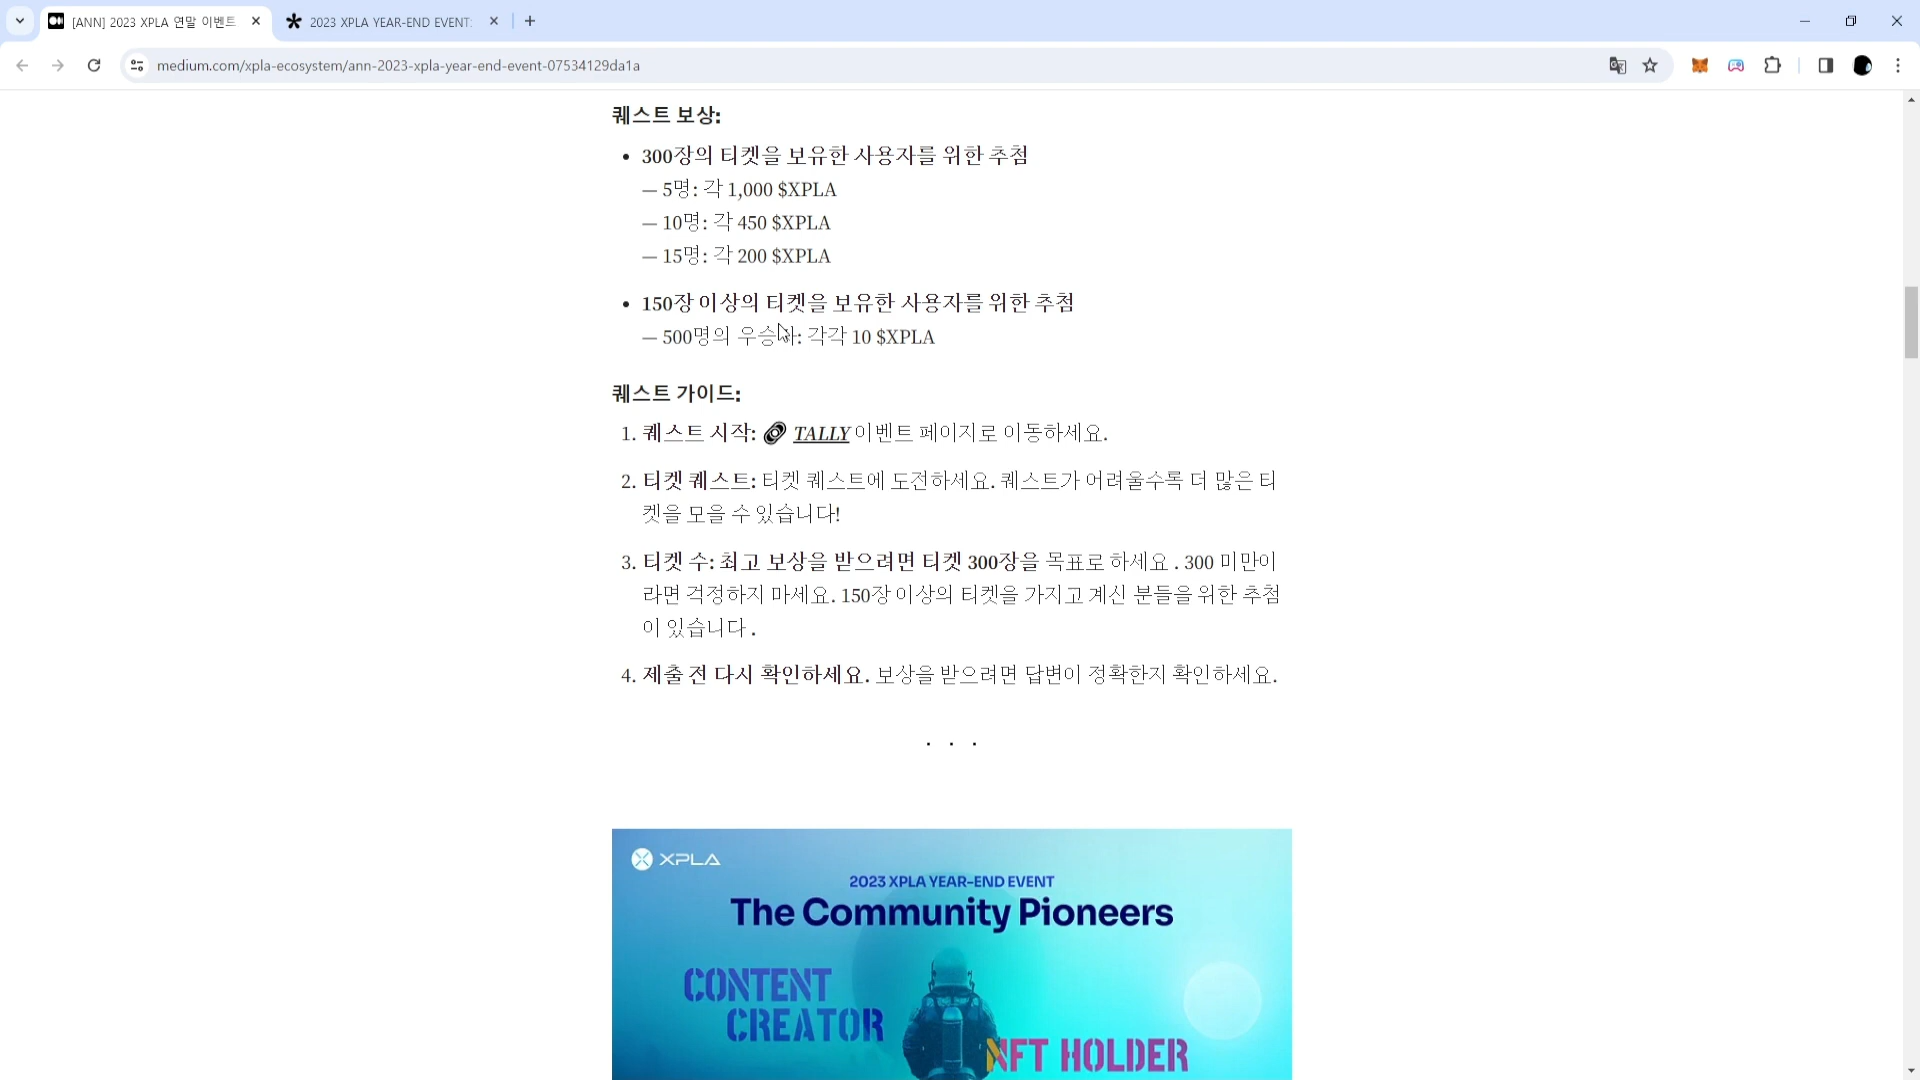 [ANN] 2023 XPLA 연말 이벤트
2023 XPLA YEAR-END EVENT:
medium.com/xpla-ecosystem/ann-2023-xpla-year-end-event-07534129da1a
퀘스트 보상:
• 300장의 티켓을 보유한 사용자를 위한 추첨
— 5명: 각 1,000 $XPLA
— 10명: 각 450 $XPLA
— 15명: 각 200 $XPLA
• 150장 이상의 티켓을 보유한 사용자를 위한 추첨
— 500명의 우승자: 각각 10 $XPLA
퀘스트 가이드:
1. 퀘스트 시작: TALLY 이벤트 페이지로 이동하세요.
2. 티켓 퀘스트: 티켓 퀘스트에 도전하세요. 퀘스트가 어려울수록 더 많은 티
켓을 모을 수 있습니다!
3. 티켓 수: 최고 보상을 받으려면 티켓 300장을 목표로 하세요 . 300 미만이
라면 걱정하지 마세요. 150장 이상의 티켓을 가지고 계신 분들을 위한 추첨
이 있습니다 .
4. 제출 전 다시 확인하세요. 보상을 받으려면 답변이 정확한지 확인하세요.
. . .
XPLA
2023 XPLA YEAR-END EVENT
The Community Pioneers
CONTENT
CREATOR
NFT HOLDER